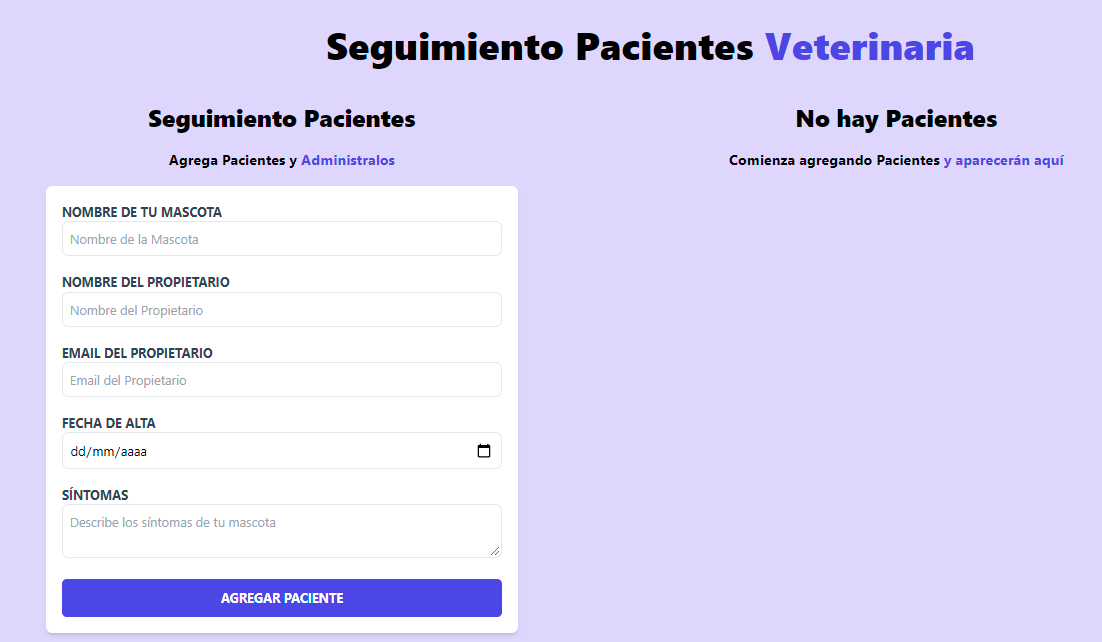 Seguimiento Pacientes Veterinaria
Seguimiento Pacientes
Agrega Pacientes y Administralos
NOMBRE DE TU MASCOTA
Nombre de la Mascota
NOMBRE DEL PROPIETARIO
Nombre del Propietario
EMAIL DEL PROPIETARIO
Email del Propietario
FECHA DE ALTA
dd/mm/aaaa
SÍNTOMAS
Describe los síntomas de tu mascota
AGREGAR PACIENTE
No hay Pacientes
Comienza agregando Pacientes y aparecerán aquí